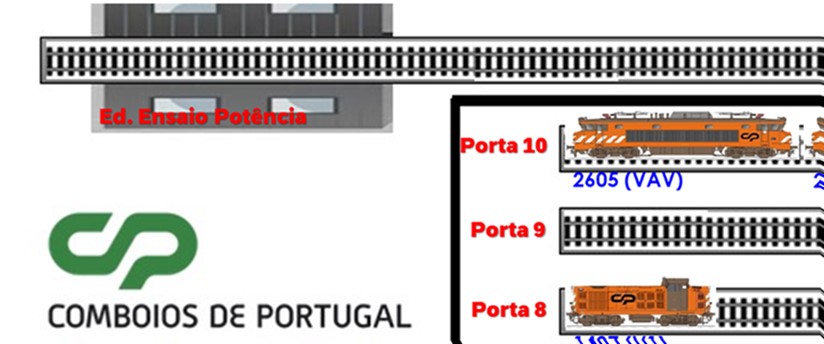 Ed. Ensaio Potência
Porta 10
2605 (VAV)
Porta 9
COMBOIOS DE PORTUGAL
Porta 8